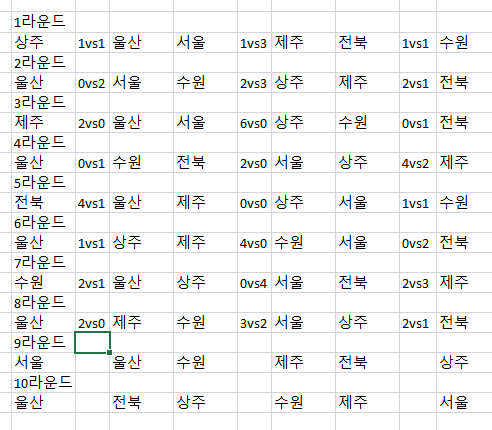 1라운드
상주 1vs1 울산 서울 1vs3 제주 전북 1vs1 수원
2라운드
울산 0vs2 서울 수원 2vs3 상주 제주 2vs1 전북
3라운드
제주 2vs0 울산 서울 6vs0 상주 수원 0vs1 전북
4라운드
울산 0vs1 수원 전북 2vs0 서울 상주 4vs2 제주
5라운드
전북 4vs1 울산 제주 0vs0 상주 서울 1vs1 수원
6라운드
울산 1vs1 상주 제주 4vs0 수원 서울 0vs2 전북
7라운드
수원 2vs1 울산 상주 0vs4 서울 전북 2vs3 제주
8라운드
울산 2vs0 제주 수원 3vs2 서울 상주 2vs1 전북
9라운드
서울 울산 수원 제주 전북 상주
10라운드
울산 전북 상주 수원 제주 서울